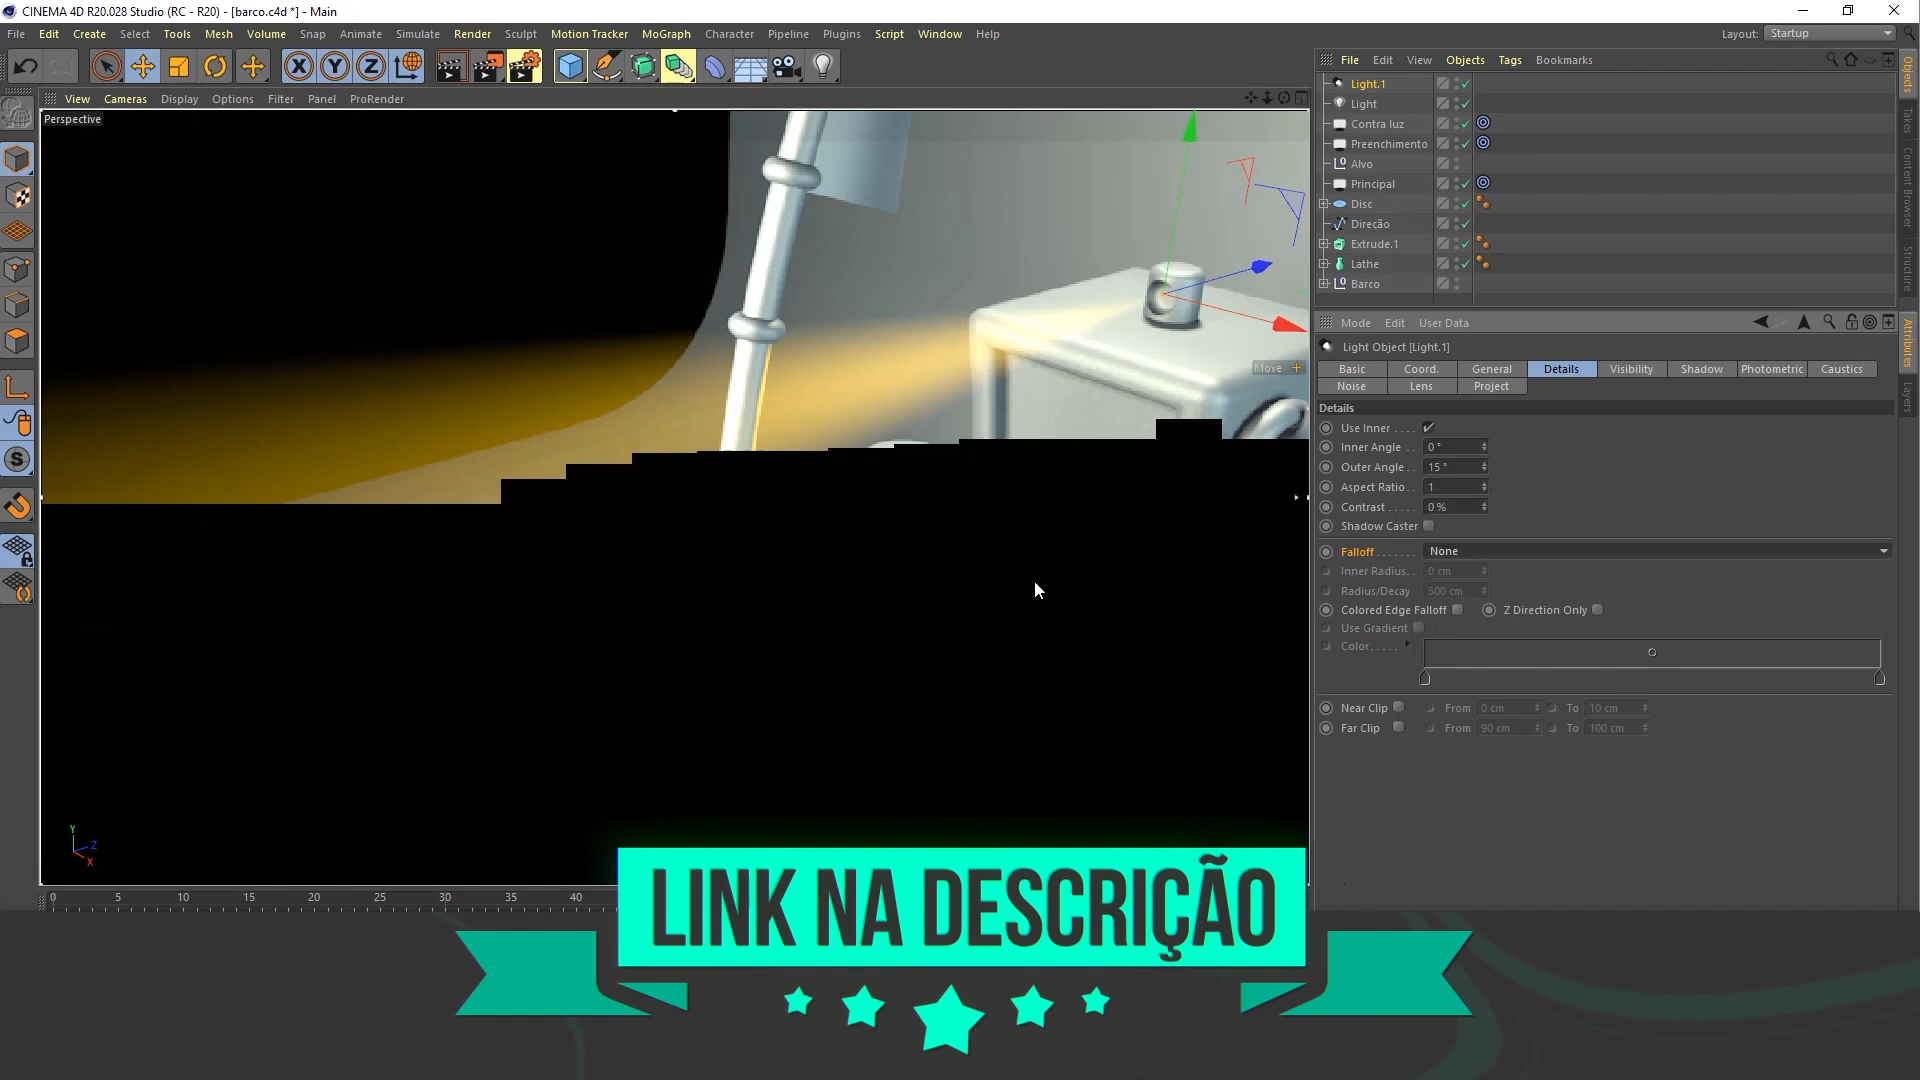 CINEMA 4D R20.028 Studio (RC - R20) - [barco.c4d *] - Main
File Edit Create Select Tools Mesh Volume Snap Animate Simulate Render Sculpt Motion Tracker MoGraph Character Pipeline Plugins Script Window Help
Layout: Startup
View Cameras Display Options Filter Panel ProRender
Perspective
Move
Y
Z
X
0 5 10 15 20 25 30 35 40
File Edit View Objects Tags Bookmarks
Light.1
Light
Contra luz
Preenchimento
Alvo
Principal
Disc
Direção
Extrude.1
Lathe
Barco
Objects
Takes
Content Browser
Structure
Mode Edit User Data
Light Object [Light.1]
Basic Coord. General Details Visibility Shadow Photometric Caustics
Noise Lens Project
Details
Use Inner . . . . ✓
Inner Angle . . 0 °
Outer Angle . . 15 °
Aspect Ratio . . 1
Contrast . . . . . 0 %
Shadow Caster
Falloff . . . . . . . None
Inner Radius. . 0 cm
Radius/Decay 500 cm
Colored Edge Falloff Z Direction Only
Use Gradient
Color. . . . .
Near Clip From 0 cm To 10 cm
Far Clip From 90 cm To 100 cm
Attributes
Layers
LINK NA DESCRIÇÃO